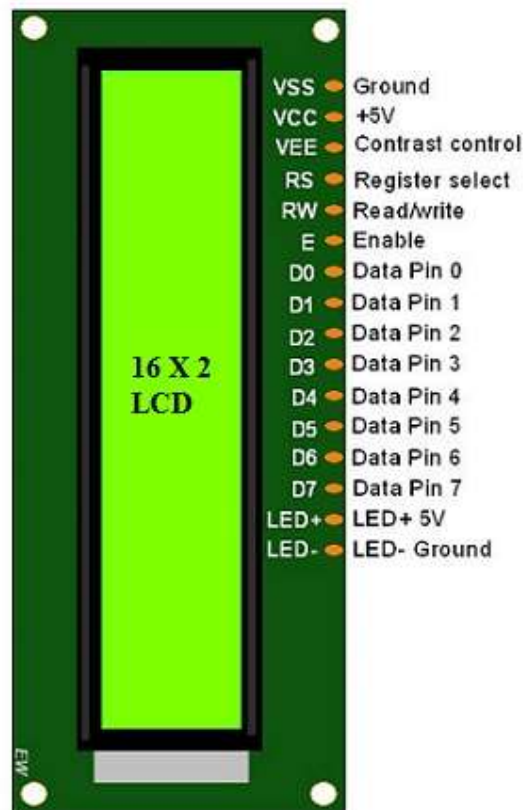 VSS Ground
VCC +5V
VEE Contrast control
RS Register select
RW Read/write
E Enable
D0 Data Pin 0
D1 Data Pin 1
D2 Data Pin 2
D3 Data Pin 3
D4 Data Pin 4
D5 Data Pin 5
D6 Data Pin 6
D7 Data Pin 7
LED+ LED+ 5V
LED- LED- Ground
16 X 2
LCD
EW